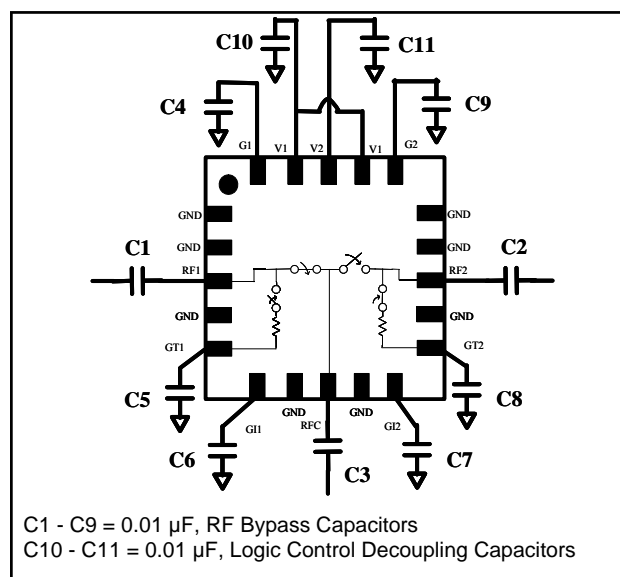 C10
C11
C4
C9
G1
V1
V2
V1
G2
GND
GND
GND
GND
C1
C2
RF1
RF2
GND
GND
GT1
GT2
C5
C8
GND
GND
GI1
RFC
GI2
C6
C7
C3
C1 - C9 = 0.01 µF, RF Bypass Capacitors
C10 - C11 = 0.01 µF, Logic Control Decoupling Capacitors